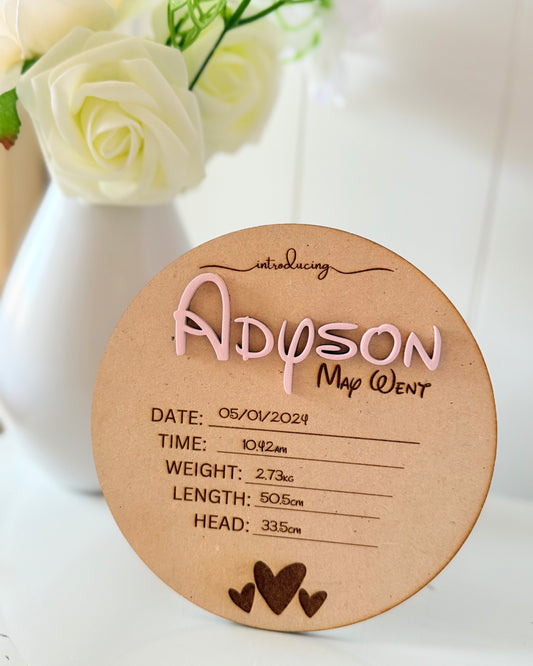 introducing
Adyson
May Went
DATE: 05/01/2024
TIME: 10.42am
WEIGHT: 2.73kg
LENGTH: 50.5cm
HEAD: 33.5cm